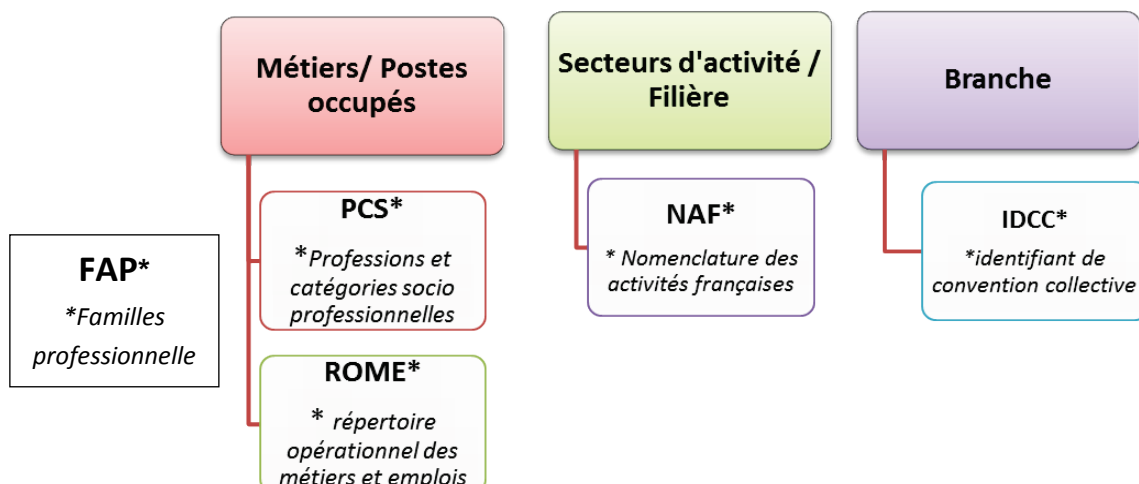 Métiers/ Postes
occupés
Secteurs d'activité /
Filière
Branche
FAP*
*Familles
professionnelle
PCS*
*Professions et
catégories socio
professionnelles
ROME*
* répertoire
opérationnel des
métiers et emplois
NAF*
* Nomenclature des
activités françaises
IDCC*
*identifiant de
convention collective